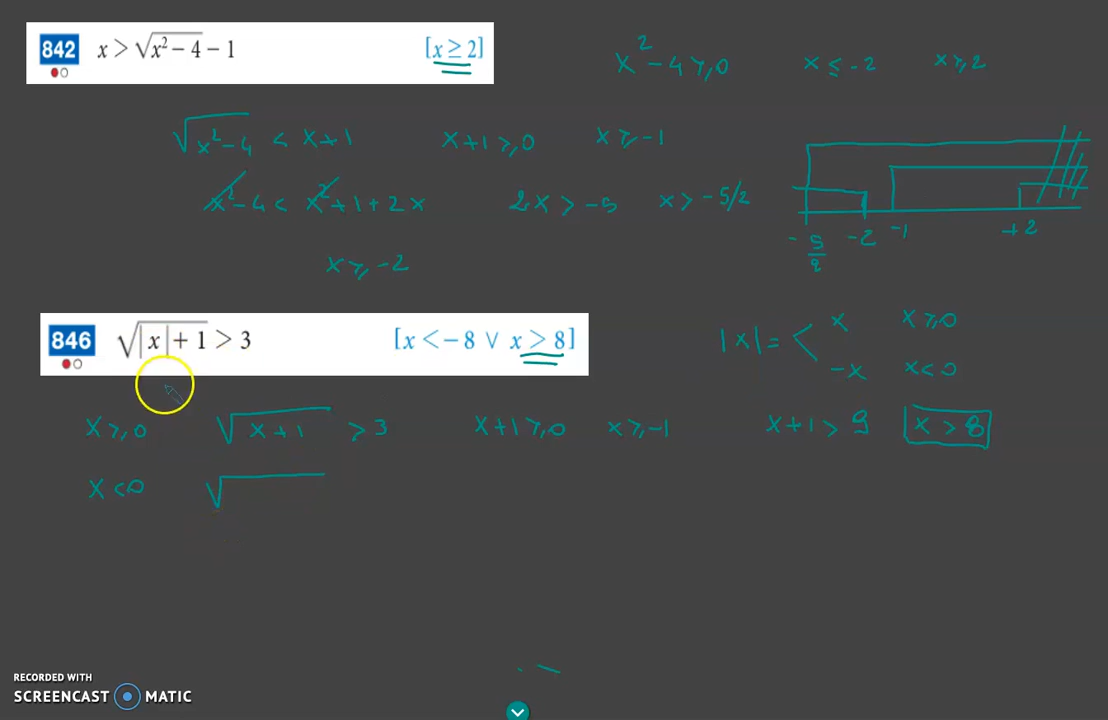 842 x > √x² − 4 − 1 [x ≥ 2]
x² − 4 ≥ 0 x ≤ −2 x ≥ 2
√x² − 4 < x + 1 x + 1 ≥ 0 x ≥ −1
x² − 4 < x² + 1 + 2x 2x > −5 x > −5/2
−5/2 −2 −1 +2
x ≥ −2
846 √|x| + 1 > 3 [x < −8 ∨ x > 8]
|x| = < x x ≥ 0
−x x < 0
x ≥ 0 √x + 1 > 3 x + 1 ≥ 0 x ≥ −1 x + 1 > 9 x > 8
x < 0 √
RECORDED WITH
SCREENCAST MATIC